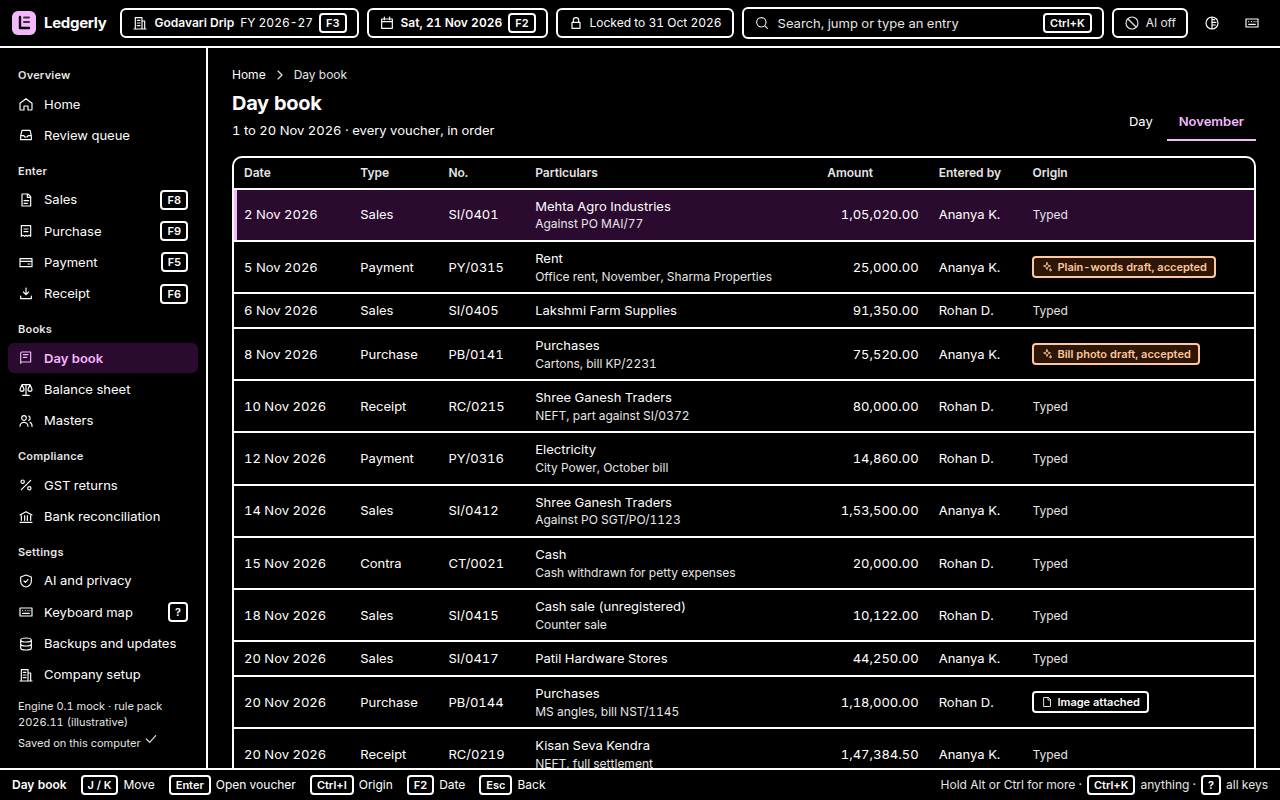 Ledgerly
Godavari Drip FY 2026-27 F3
Sat, 21 Nov 2026 F2
Locked to 31 Oct 2026
Search, jump or type an entry Ctrl+K
AI off
Overview
Home
Review queue
Enter
Sales F8
Purchase F9
Payment F5
Receipt F6
Books
Day book
Balance sheet
Masters
Compliance
GST returns
Bank reconciliation
Settings
AI and privacy
Keyboard map ?
Backups and updates
Company setup
Engine 0.1 mock · rule pack
2026.11 (illustrative)
Saved on this computer
Home > Day book
Day book
1 to 20 Nov 2026 · every voucher, in order
Day November
Date Type No. Particulars Amount Entered by Origin
2 Nov 2026 Sales SI/0401 Mehta Agro Industries 1,05,020.00 Ananya K. Typed
Against PO MAI/77
5 Nov 2026 Payment PY/0315 Rent 25,000.00 Ananya K. Plain-words draft, accepted
Office rent, November, Sharma Properties
6 Nov 2026 Sales SI/0405 Lakshmi Farm Supplies 91,350.00 Rohan D. Typed
8 Nov 2026 Purchase PB/0141 Purchases 75,520.00 Ananya K. Bill photo draft, accepted
Cartons, bill KP/2231
10 Nov 2026 Receipt RC/0215 Shree Ganesh Traders 80,000.00 Rohan D. Typed
NEFT, part against SI/0372
12 Nov 2026 Payment PY/0316 Electricity 14,860.00 Rohan D. Typed
City Power, October bill
14 Nov 2026 Sales SI/0412 Shree Ganesh Traders 1,53,500.00 Ananya K. Typed
Against PO SGT/PO/1123
15 Nov 2026 Contra CT/0021 Cash 20,000.00 Rohan D. Typed
Cash withdrawn for petty expenses
18 Nov 2026 Sales SI/0415 Cash sale (unregistered) 10,122.00 Rohan D. Typed
Counter sale
20 Nov 2026 Sales SI/0417 Patil Hardware Stores 44,250.00 Ananya K. Typed
20 Nov 2026 Purchase PB/0144 Purchases 1,18,000.00 Rohan D. Image attached
MS angles, bill NST/1145
20 Nov 2026 Receipt RC/0219 Kisan Seva Kendra 1,47,384.50 Ananya K. Typed
NEFT, full settlement
Day book J / K Move Enter Open voucher Ctrl+I Origin F2 Date Esc Back
Hold Alt or Ctrl for more · Ctrl+K anything · ? all keys